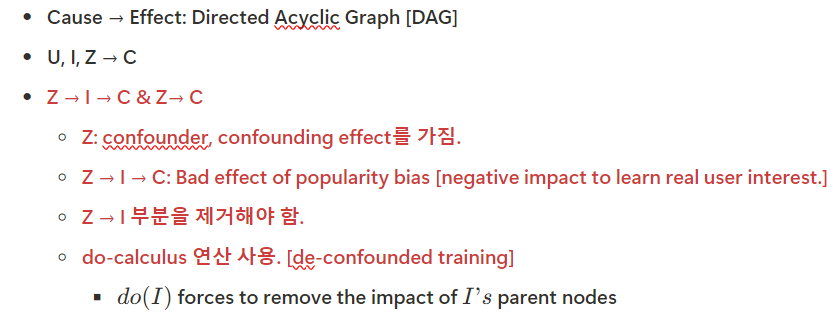 • Cause → Effect: Directed Acyclic Graph [DAG]
• U, I, Z → C
• Z → I → C & Z→ C
◦ Z: confounder, confounding effect를 가짐.
◦ Z → I → C: Bad effect of popularity bias [negative impact to learn real user interest.]
◦ Z → I 부분을 제거해야 함.
◦ do-calculus 연산 사용. [de-confounded training]
▪ do(I) forces to remove the impact of I's parent nodes